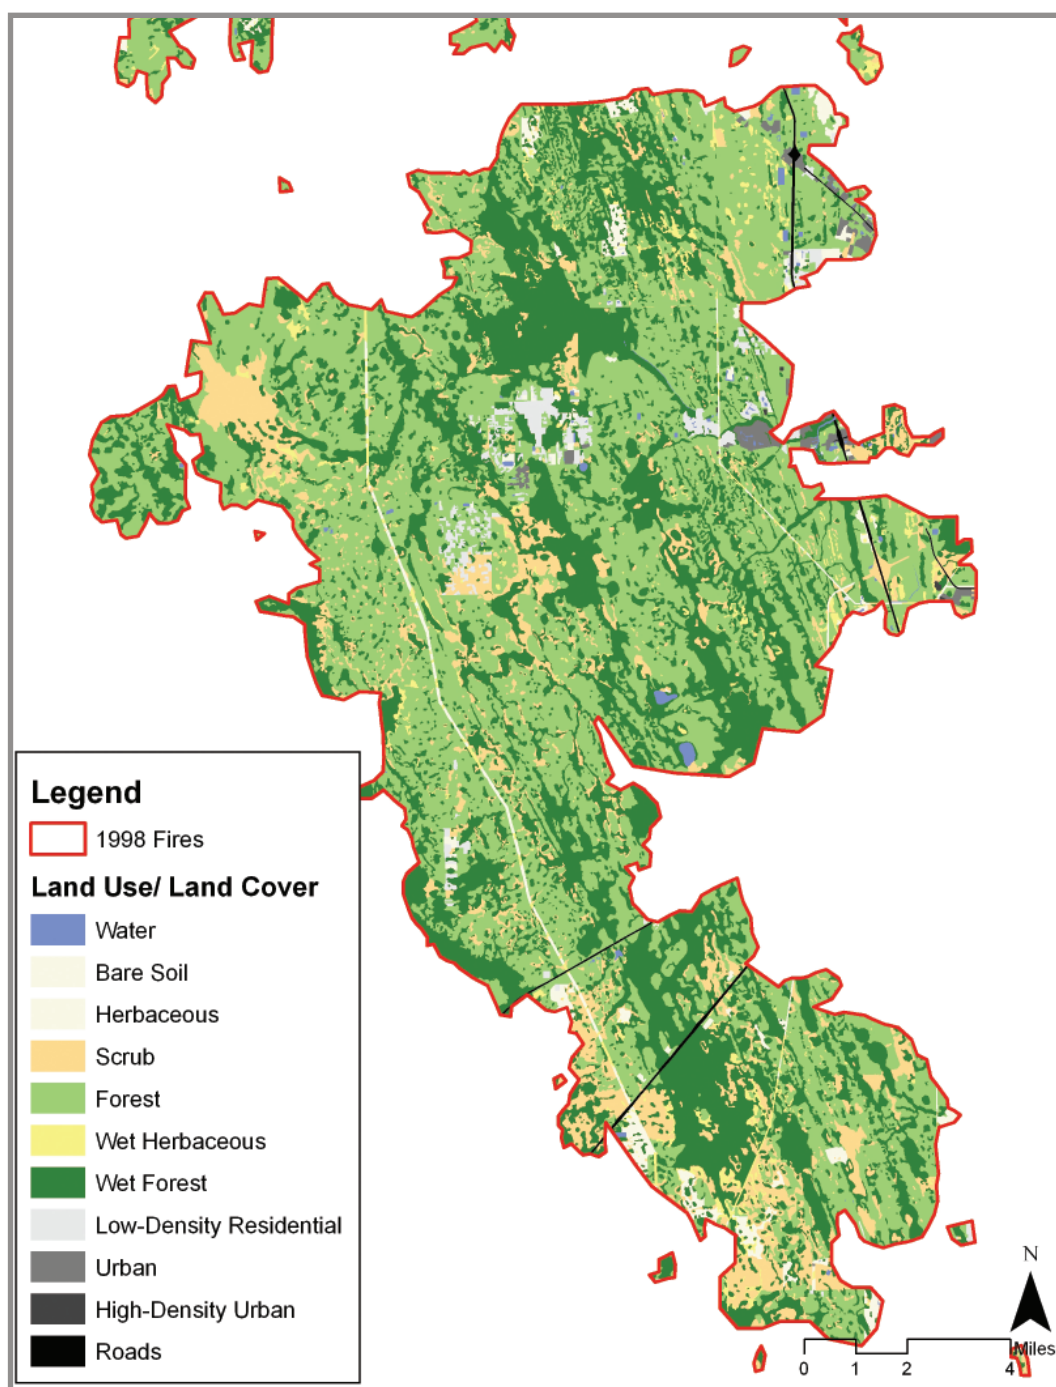 Legend
1998 Fires
Land Use/ Land Cover
Water
Bare Soil
Herbaceous
Scrub
Forest
Wet Herbaceous
Wet Forest
Low-Density Residential
Urban
High-Density Urban
Roads
N
Miles
0 1 2 4